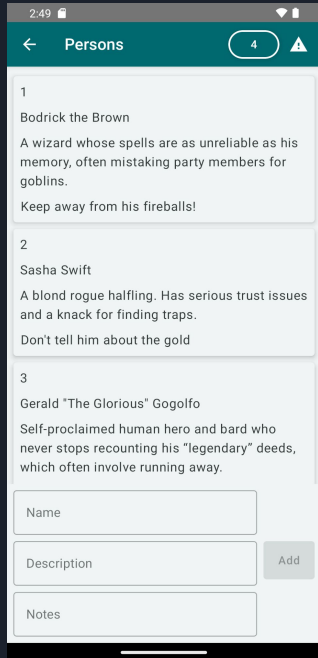 2:49
Persons
4
1
Bodrick the Brown
A wizard whose spells are as unreliable as his
memory, often mistaking party members for
goblins.
Keep away from his fireballs!
2
Sasha Swift
A blond rogue halfling. Has serious trust issues
and a knack for finding traps.
Don't tell him about the gold
3
Gerald "The Glorious" Gogolfo
Self-proclaimed human hero and bard who
never stops recounting his “legendary” deeds,
which often involve running away.
Name
Description
Add
Notes